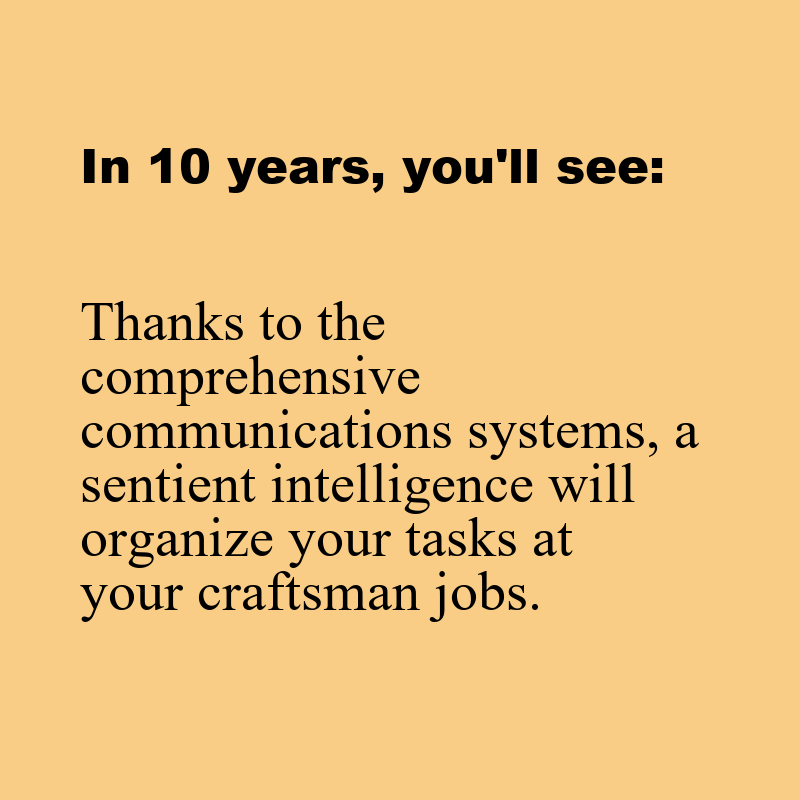 In 10 years, you'll see:
Thanks to the
comprehensive
communications systems, a
sentient intelligence will
organize your tasks at
your craftsman jobs.